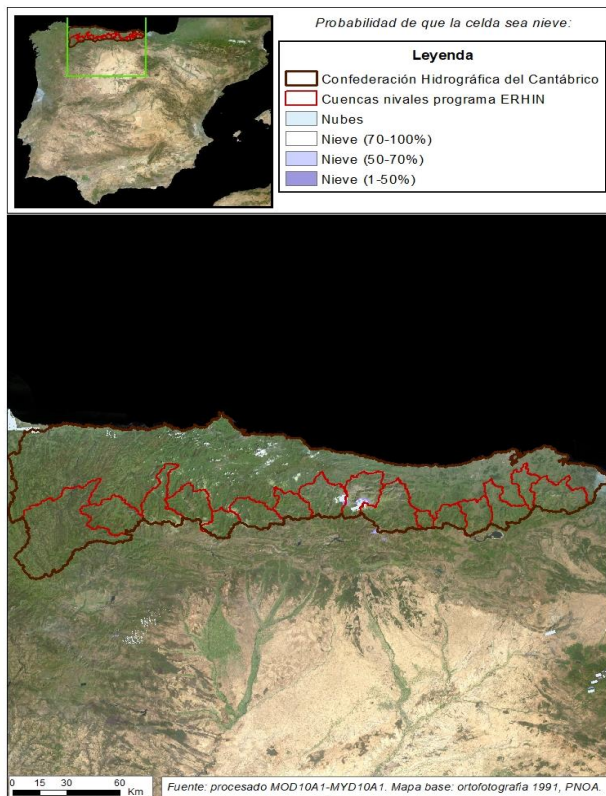 Probabilidad de que la celda sea nieve:
Leyenda
Confederación Hidrográfica del Cantábrico
Cuencas nivales programa ERHIN
Nubes
Nieve (70-100%)
Nieve (50-70%)
Nieve (1-50%)
0 15 30 60
Km
Fuente: procesado MOD10A1-MYD10A1. Mapa base: ortofotografía 1991, PNOA.